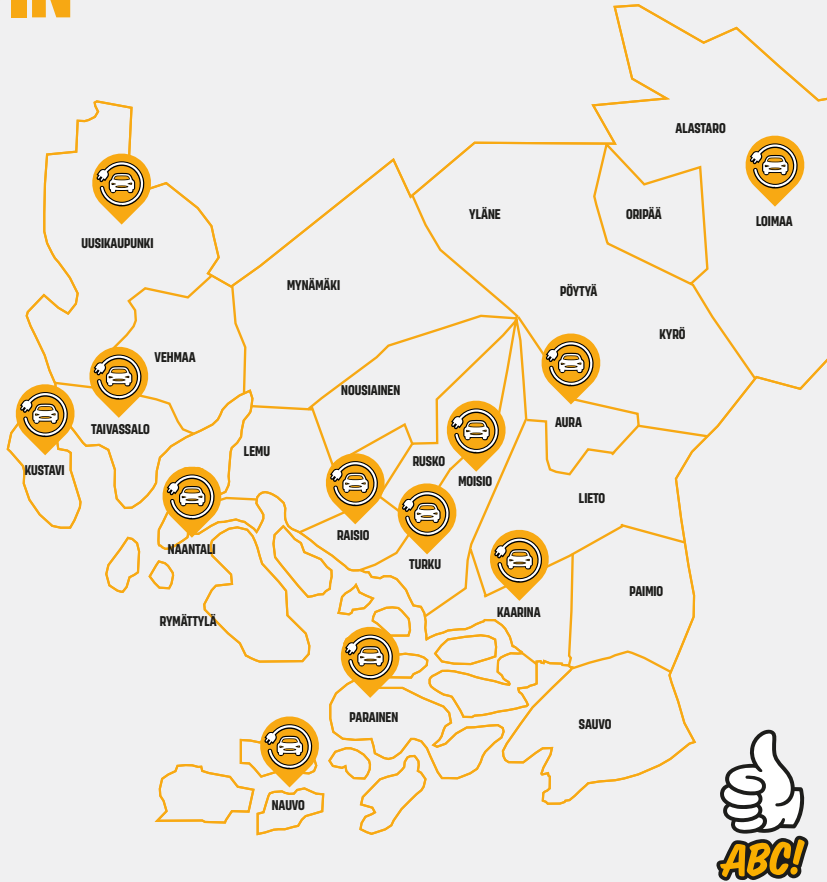 IN
ALASTARO
YLÄNE
ORIPÄÄ
LOIMAA
UUSIKAUPUNKI
MYNÄMÄKI
PÖYTYÄ
KYRÖ
VEHMAA
NOUSIAINEN
TAIVASSALO
AURA
LEMU
RUSKO
KUSTAVI
MOISIO
LIETO
RAISIO
NAANTALI
TURKU
PAIMIO
KAARINA
RYMÄTTYLÄ
PARAINEN
SAUVO
NAUVO
ABC!